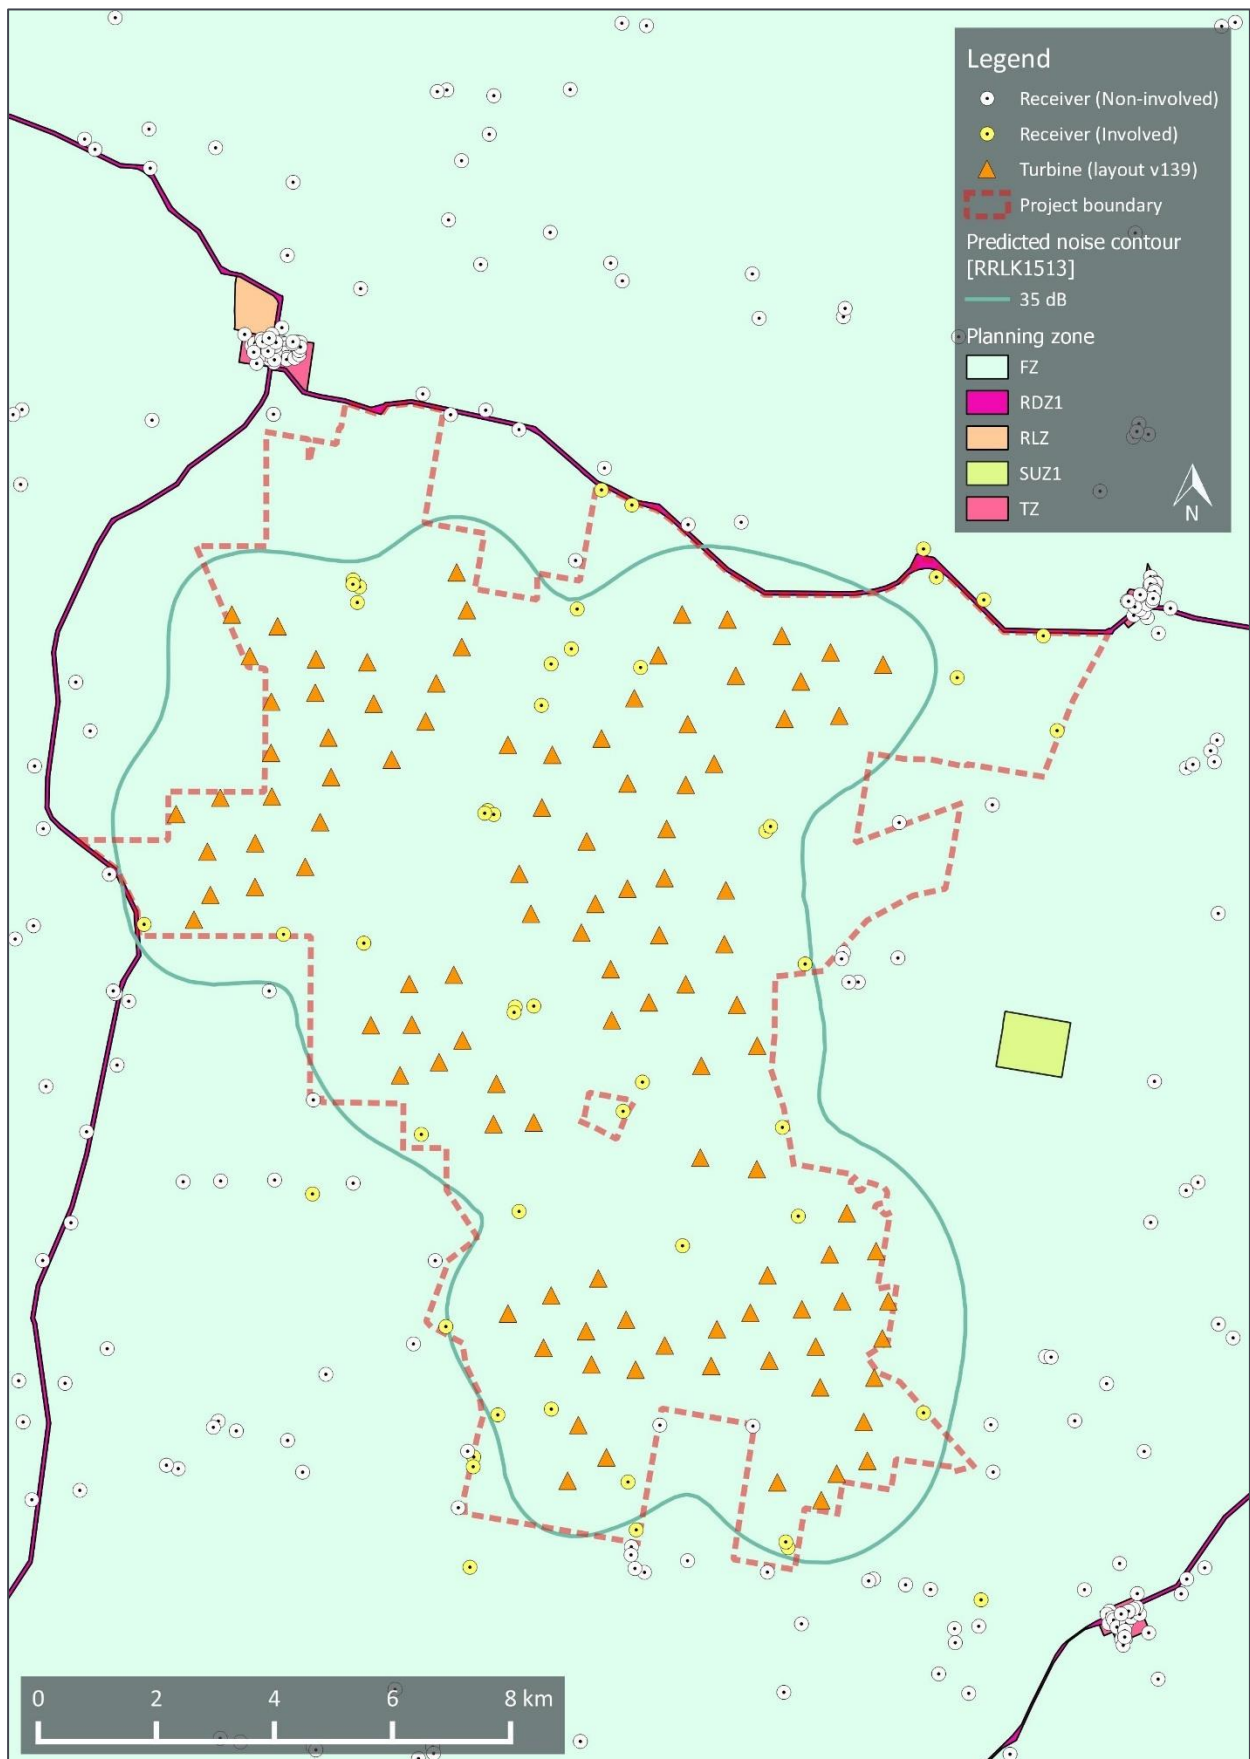 Legend
Receiver (Non-involved)
Receiver (Involved)
Turbine (layout v139)
Project boundary
Predicted noise contour
[RRLK1513]
35 dB
Planning zone
FZ
RDZ1
RLZ
SUZ1
TZ
N
0 2 4 6 8 km